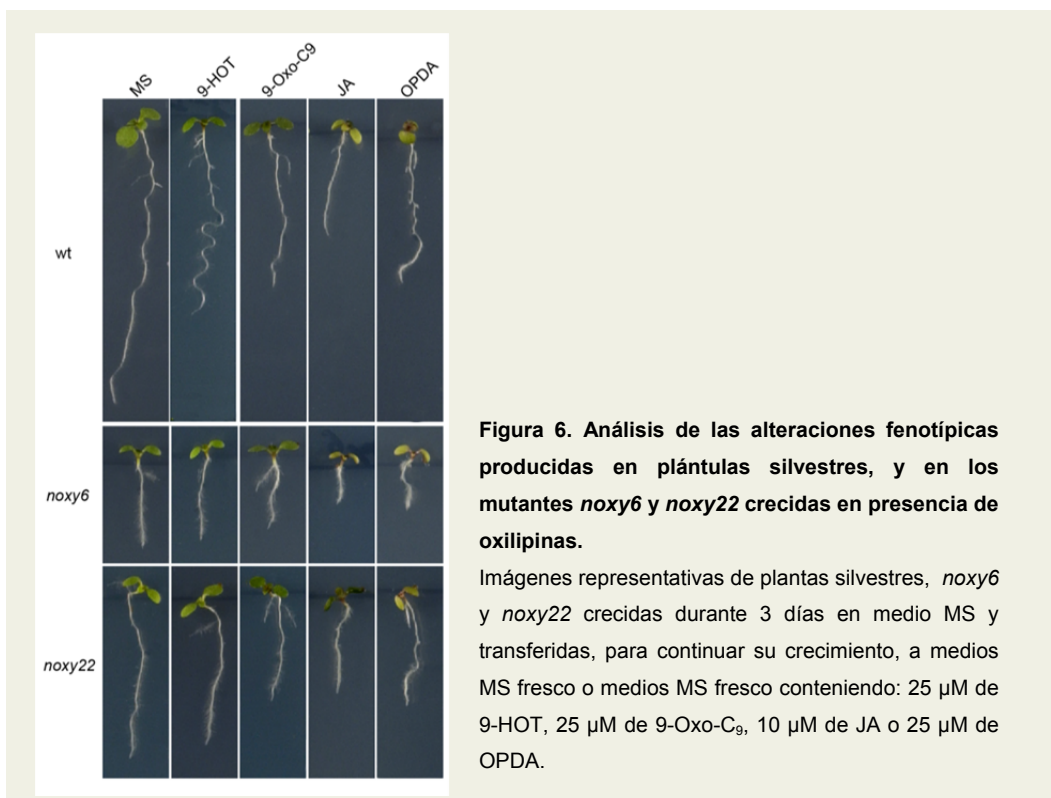 MS 9-HOT 9-Oxo-C9 JA OPDA
wt
noxy6
noxy22
Figura 6. Análisis de las alteraciones fenotípicas
producidas en plántulas silvestres, y en los
mutantes noxy6 y noxy22 crecidas en presencia de
oxilipinas.
Imágenes representativas de plantas silvestres, noxy6
y noxy22 crecidas durante 3 días en medio MS y
transferidas, para continuar su crecimiento, a medios
MS fresco o medios MS fresco conteniendo: 25 µM de
9-HOT, 25 µM de 9-Oxo-C₉, 10 µM de JA o 25 µM de
OPDA.